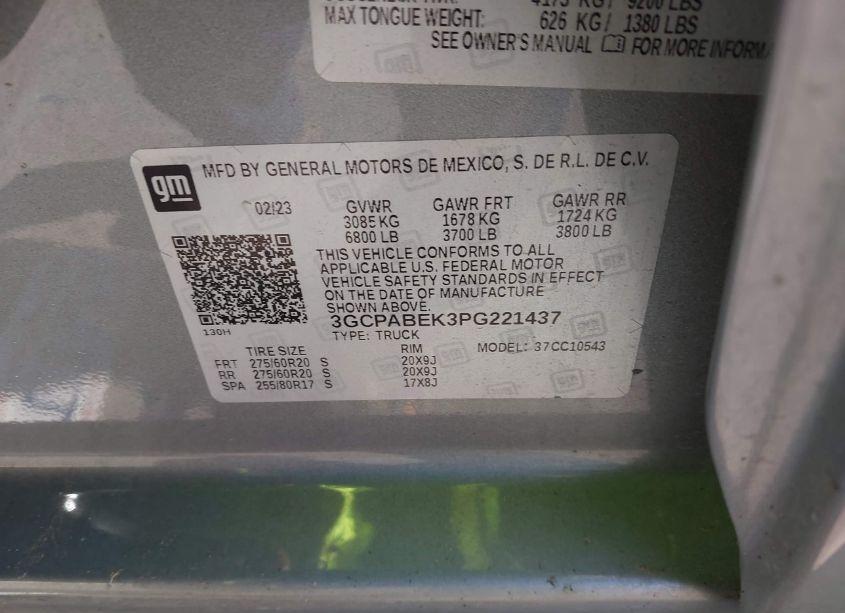 4173 KG / 9200 LBS
MAX TONGUE WEIGHT: 626 KG / 1380 LBS
SEE OWNER'S MANUAL FOR MORE INFORMA
gm
MFD BY GENERAL MOTORS DE MEXICO, S. DE R.L. DE C.V.
02/23 GVWR GAWR FRT GAWR RR
3085 KG 1678 KG 1724 KG
6800 LB 3700 LB 3800 LB
THIS VEHICLE CONFORMS TO ALL
APPLICABLE U.S. FEDERAL MOTOR
VEHICLE SAFETY STANDARDS IN EFFECT
ON THE DATE OF MANUFACTURE
SHOWN ABOVE.
3GCPABEK3PG221437
130H
TYPE: TRUCK MODEL: 37CC10543
TIRE SIZE RIM
FRT 275/60R20 S 20X9J
RR 275/60R20 S 20X9J
SPA 255/80R17 S 17X8J